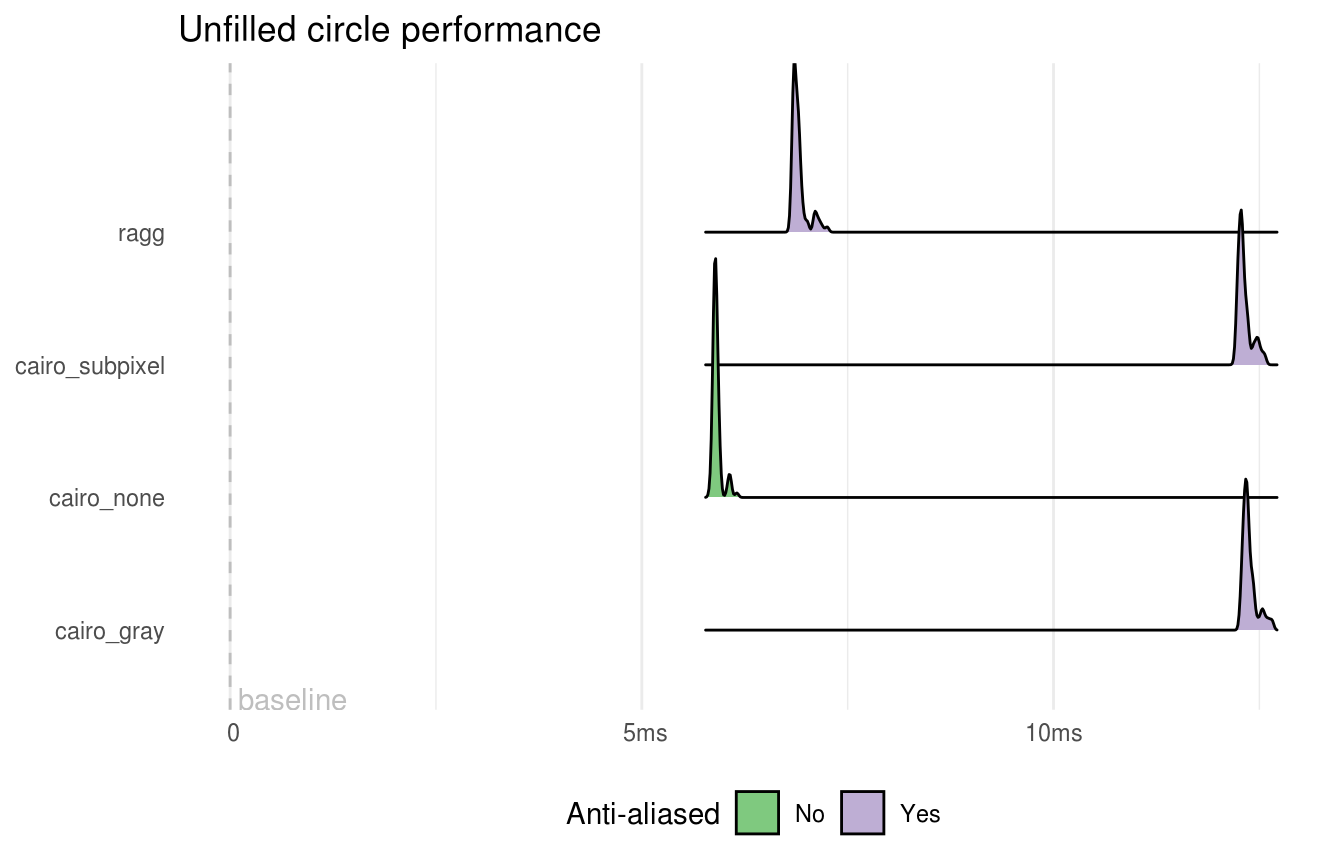 Unfilled circle performance
ragg
cairo_subpixel
cairo_none
cairo_gray
baseline
0 5ms 10ms
Anti-aliased No Yes